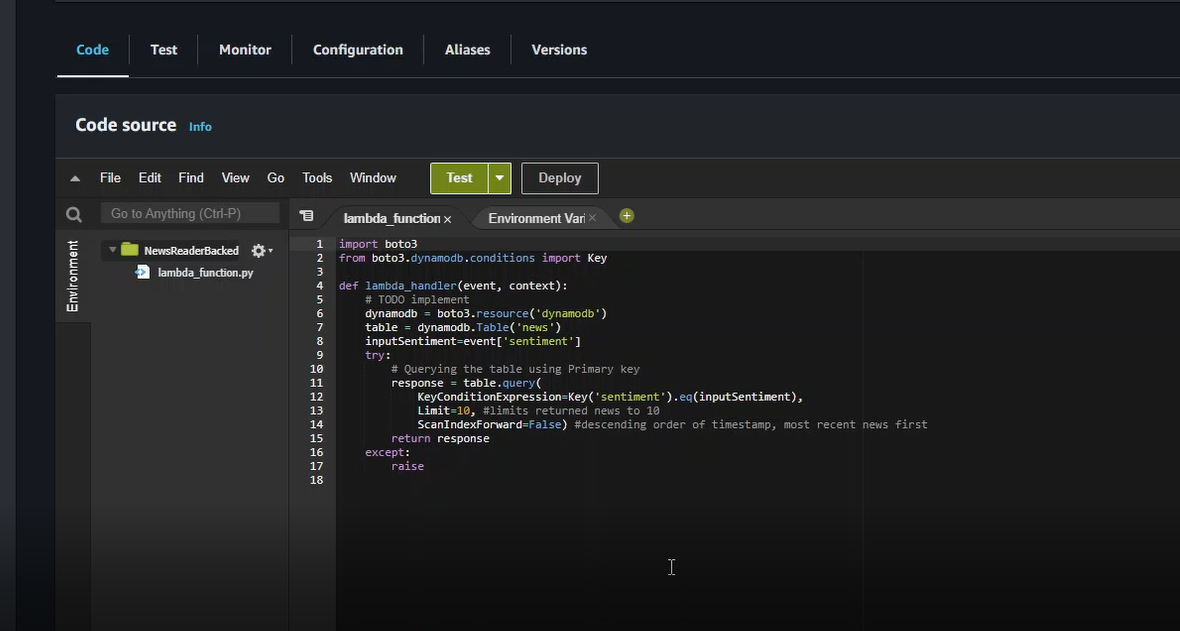 Code Test Monitor Configuration Aliases Versions
Code source Info
File Edit Find View Go Tools Window Test Deploy
Go to Anything (Ctrl-P)
lambda_function × Environment Vari ×
Environment
NewsReaderBacked
lambda_function.py
1 import boto3
2 from boto3.dynamodb.conditions import Key
3
4 def lambda_handler(event, context):
5     # TODO implement
6     dynamodb = boto3.resource('dynamodb')
7     table = dynamodb.Table('news')
8     inputSentiment=event['sentiment']
9     try:
10         # Querying the table using Primary key
11         response = table.query(
12             KeyConditionExpression=Key('sentiment').eq(inputSentiment),
13             Limit=10, #limits returned news to 10
14             ScanIndexForward=False) #descending order of timestamp, most recent news first
15         return response
16     except:
17         raise
18